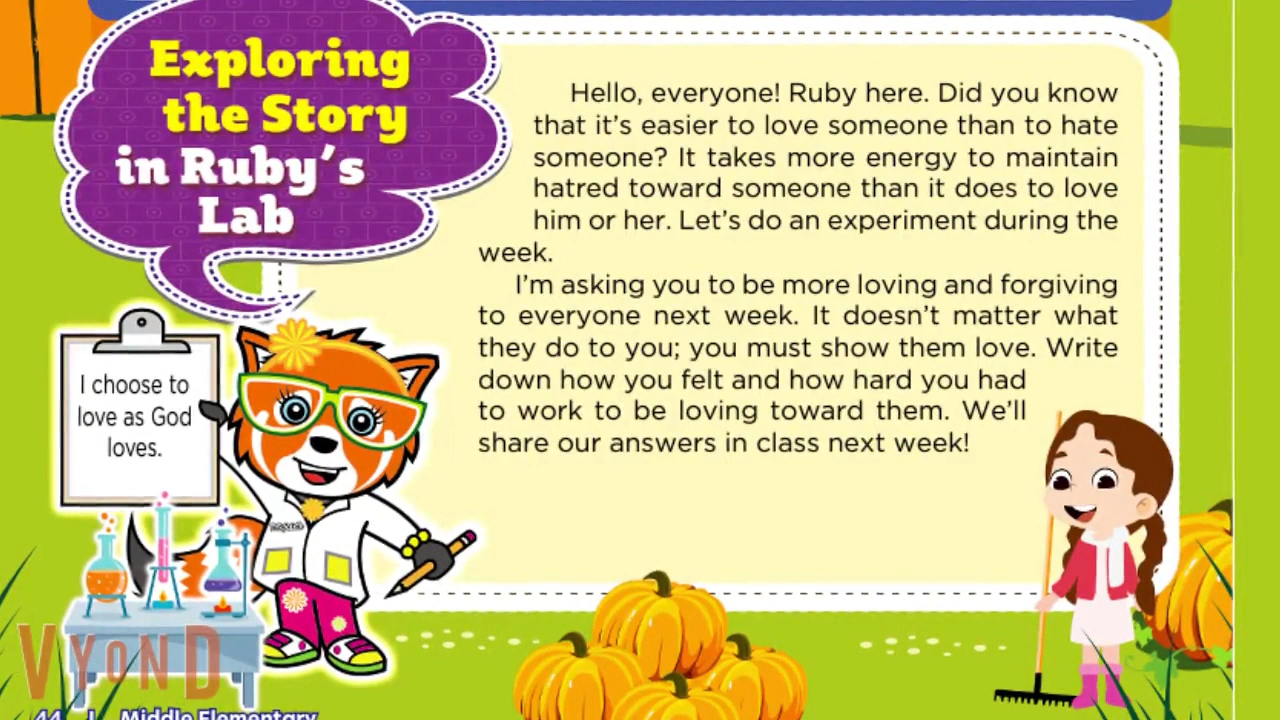 Exploring
the Story
in Ruby's
Lab
Hello, everyone! Ruby here. Did you know
that it's easier to love someone than to hate
someone? It takes more energy to maintain
hatred toward someone than it does to love
him or her. Let's do an experiment during the
week.
I'm asking you to be more loving and forgiving
to everyone next week. It doesn't matter what
they do to you; you must show them love. Write
down how you felt and how hard you had
to work to be loving toward them. We'll
share our answers in class next week!
I choose to
love as God
loves.
VYOND
44 Middle Elementary